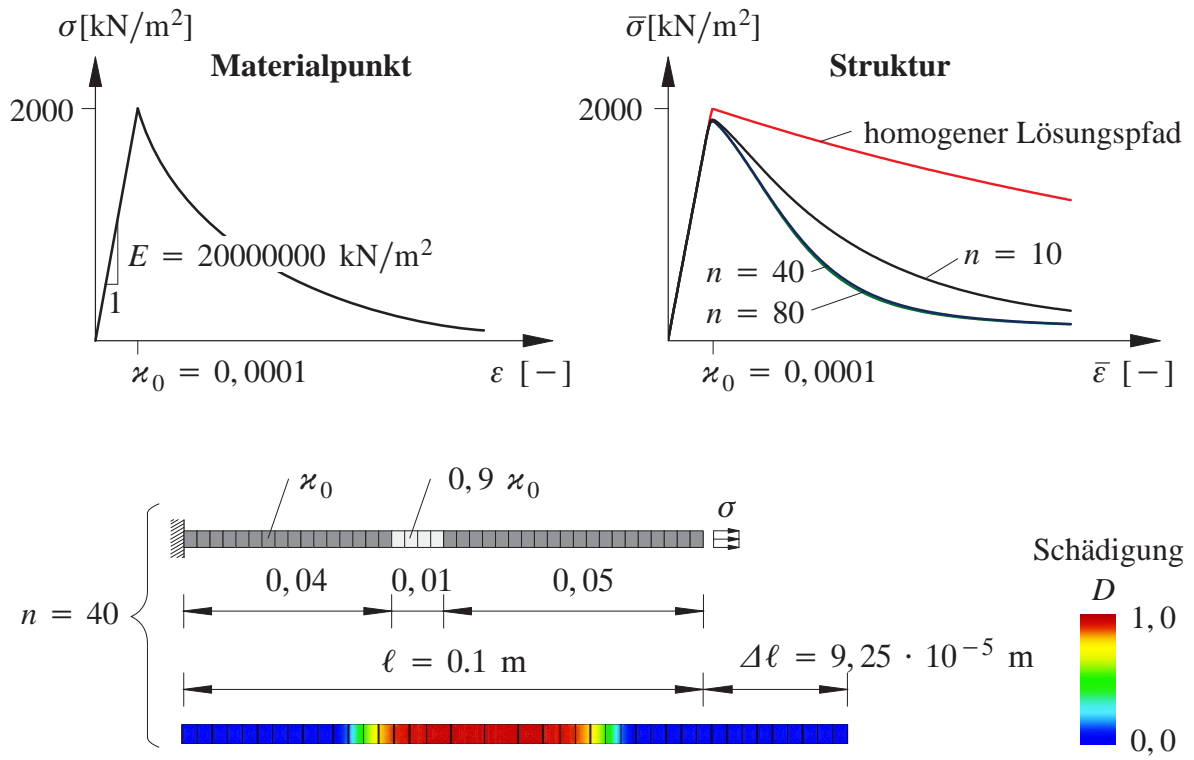 σ[kN/m²]
Materialpunkt
2000
E = 20000000 kN/m²
1
ϰ₀ = 0,0001
ε [−]
σ̅[kN/m²]
Struktur
2000
homogener Lösungspfad
n = 10
n = 40
n = 80
ϰ₀ = 0,0001
ε̅ [−]
ϰ₀
0,9 ϰ₀
σ
0,04
0,01
0,05
n = 40
ℓ = 0.1 m
Δℓ = 9,25 · 10⁻⁵ m
Schädigung
D
1,0
0,0